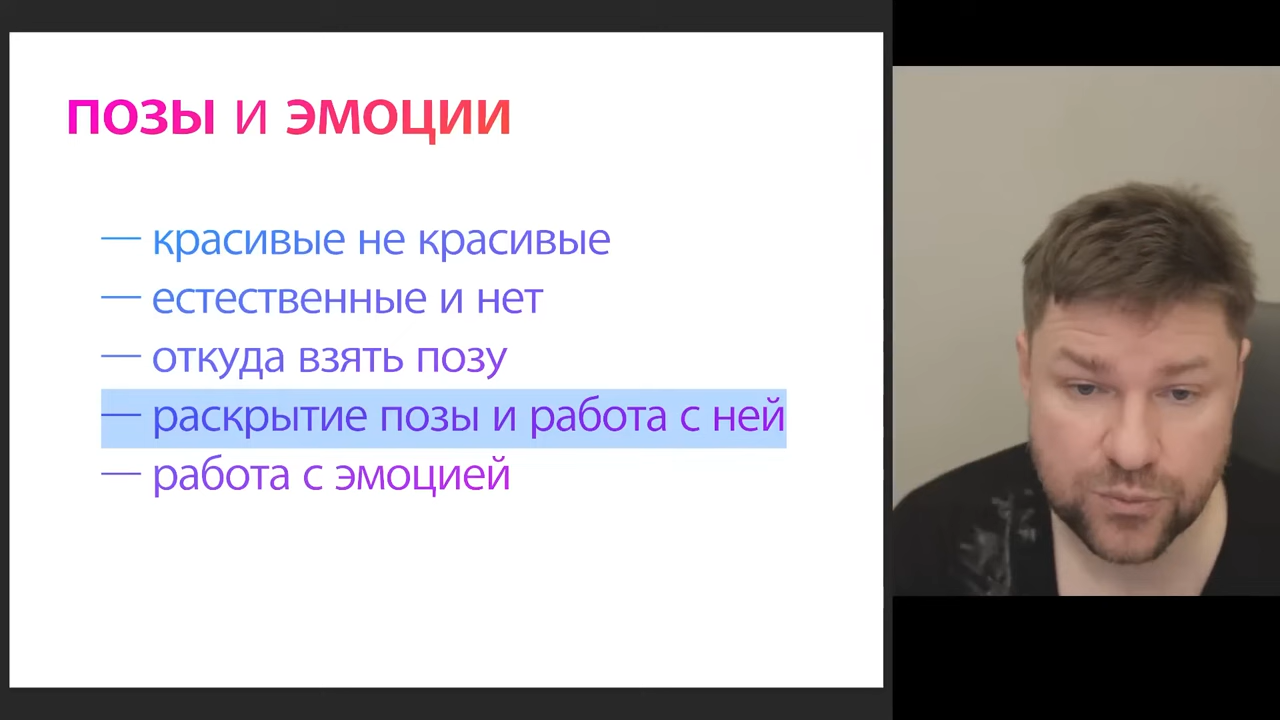 ПОЗЫ И ЭМОЦИИ
— красивые не красивые
— естественные и нет
— откуда взять позу
— раскрытие позы и работа с ней
— работа с эмоцией